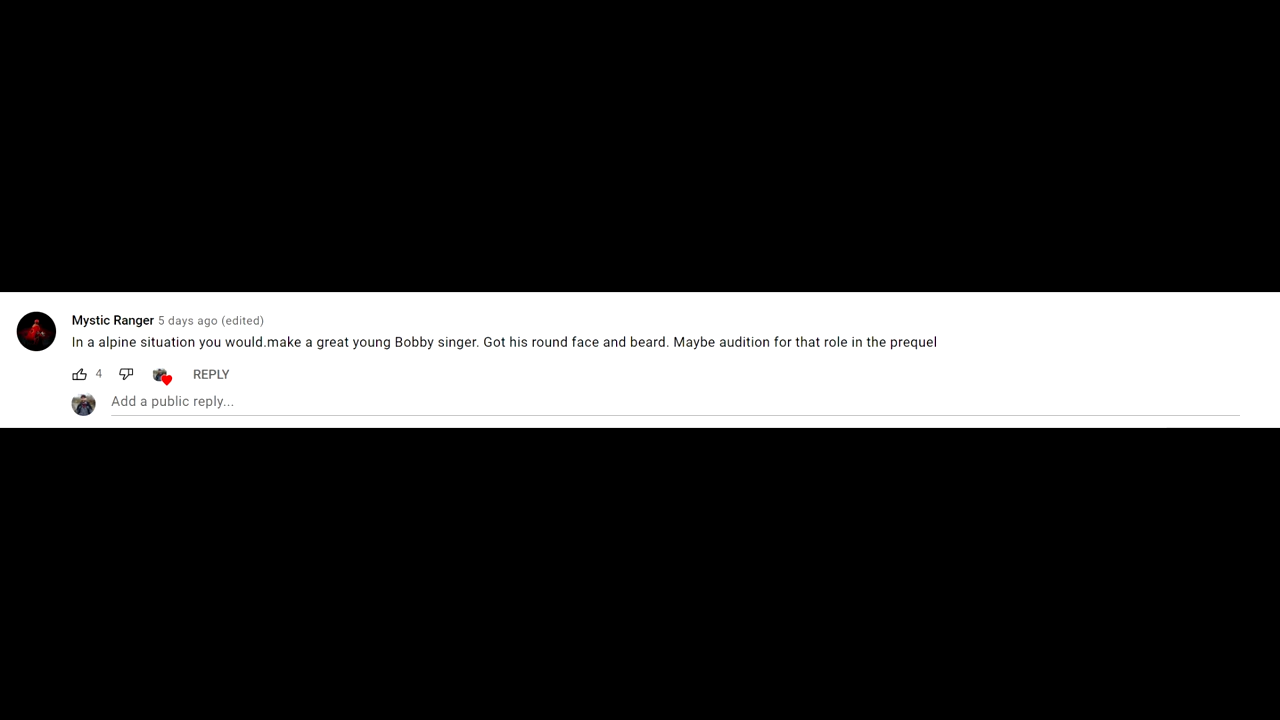 Mystic Ranger 5 days ago (edited)
In a alpine situation you would.make a great young Bobby singer. Got his round face and beard. Maybe audition for that role in the prequel
4 REPLY
Add a public reply...